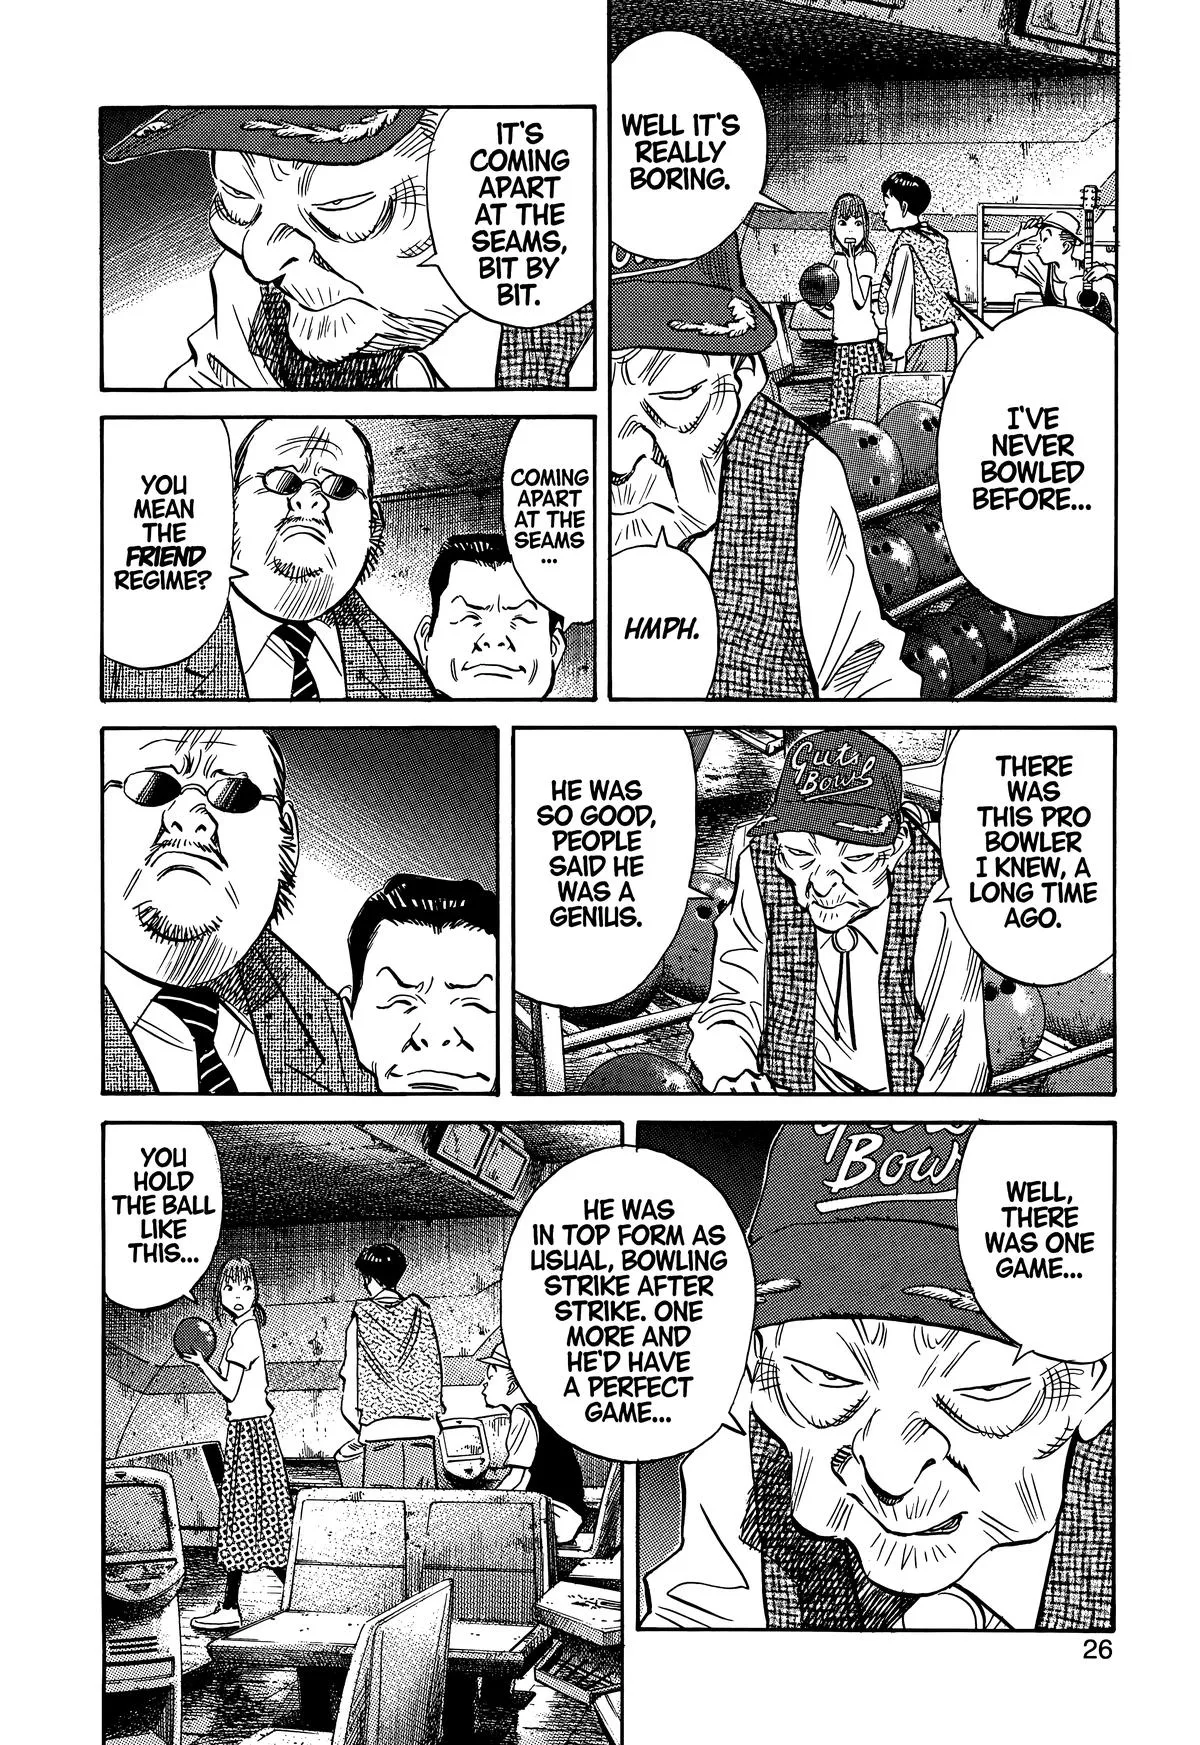 WELL IT'S
REALLY
BORING.
I'VE
NEVER
BOWLED
BEFORE...
HMPH.
IT'S
COMING
APART
AT THE
SEAMS,
BIT BY
BIT.
COMING
APART
AT THE
SEAMS
...
YOU
MEAN
THE
FRIEND
REGIME?
THERE
WAS
THIS PRO
BOWLER
I KNEW, A
LONG TIME
AGO.
Guts
Bowl
HE WAS
SO GOOD,
PEOPLE
SAID HE
WAS A
GENIUS.
WELL,
THERE
WAS ONE
GAME...
Guts
Bowl
HE WAS
IN TOP FORM AS
USUAL, BOWLING
STRIKE AFTER
STRIKE. ONE
MORE AND
HE'D HAVE
A PERFECT
GAME...
YOU
HOLD
THE BALL
LIKE
THIS...
26